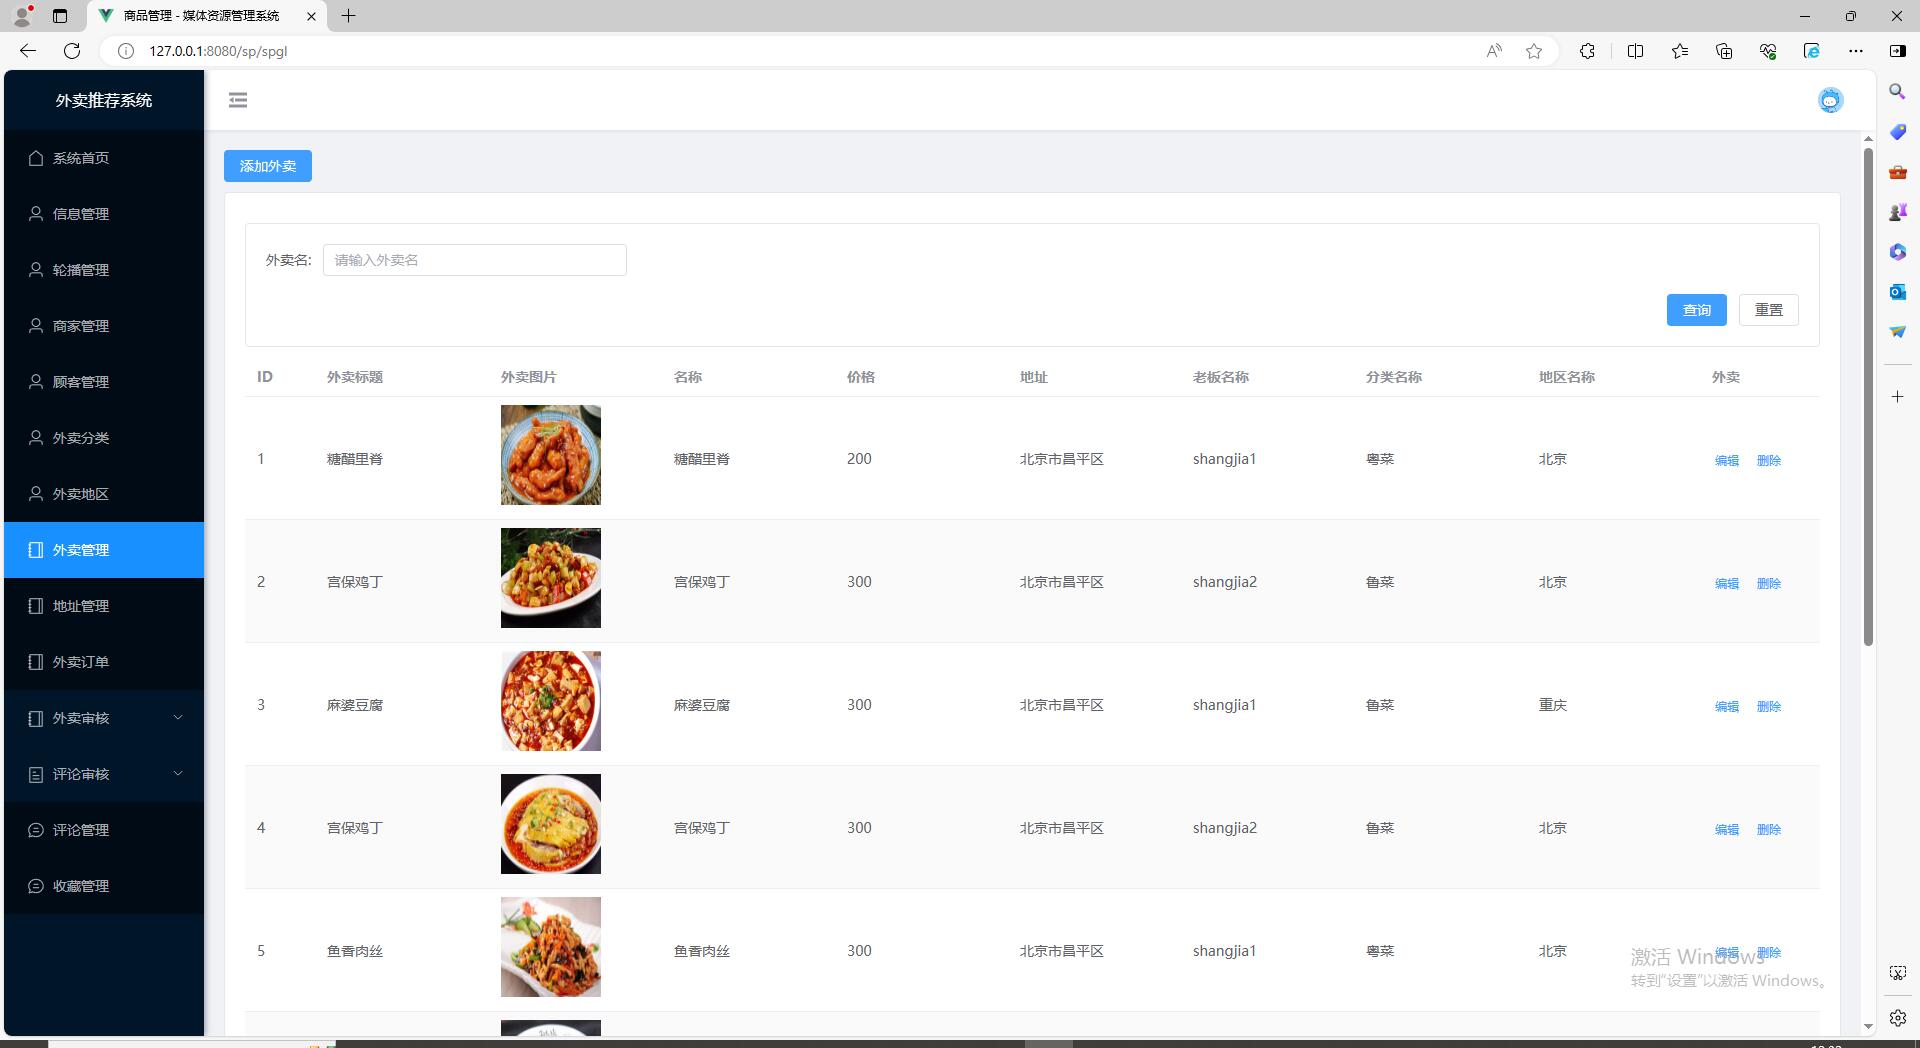 商品管理 - 媒体资源管理系统
127.0.0.1:8080/sp/spgl
外卖推荐系统
系统首页
信息管理
轮播管理
商家管理
顾客管理
外卖分类
外卖地区
外卖管理
地址管理
外卖订单
外卖审核
评论审核
评论管理
收藏管理
添加外卖
外卖名: 请输入外卖名
查询 重置
ID 外卖标题 外卖图片 名称 价格 地址 老板名称 分类名称 地区名称 外卖
1 糖醋里脊 糖醋里脊 200 北京市昌平区 shangjia1 粤菜 北京 编辑 删除
2 宫保鸡丁 宫保鸡丁 300 北京市昌平区 shangjia2 鲁菜 北京 编辑 删除
3 麻婆豆腐 麻婆豆腐 300 北京市昌平区 shangjia1 鲁菜 重庆 编辑 删除
4 宫保鸡丁 宫保鸡丁 300 北京市昌平区 shangjia2 鲁菜 北京 编辑 删除
5 鱼香肉丝 鱼香肉丝 300 北京市昌平区 shangjia1 粤菜 北京 编辑 删除
激活 Windows
转到“设置”以激活 Windows。